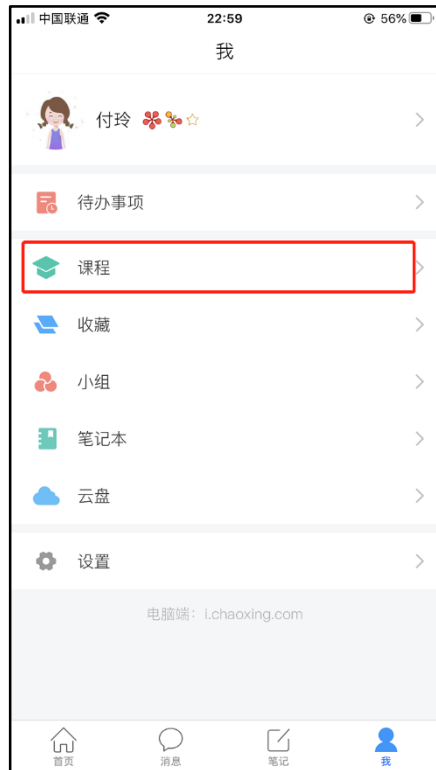 中国联通 22:59 56%
我
付玲
待办事项
课程
收藏
小组
笔记本
云盘
设置
电脑端：i.chaoxing.com
首页 消息 笔记 我